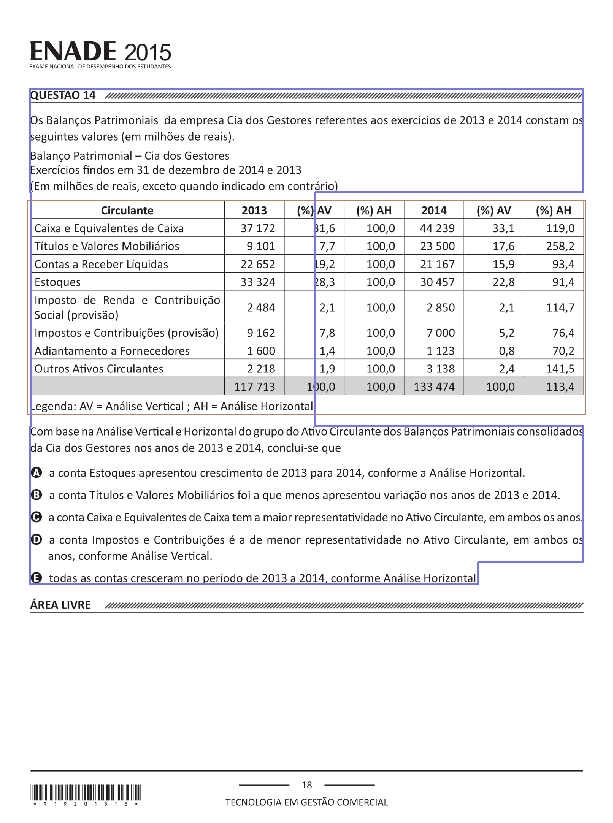 ENADE 2015
EXAME NACIONAL DE DESEMPENHO DOS ESTUDANTES
QUESTÃO 14
Os Balanços Patrimoniais da empresa Cia dos Gestores referentes aos exercícios de 2013 e 2014 constam os
seguintes valores (em milhões de reais).
Balanço Patrimonial – Cia dos Gestores
Exercícios findos em 31 de dezembro de 2014 e 2013
(Em milhões de reais, exceto quando indicado em contrário)
Circulante 2013 (%) AV (%) AH 2014 (%) AV (%) AH
Caixa e Equivalentes de Caixa 37 172 31,6 100,0 44 239 33,1 119,0
Títulos e Valores Mobiliários 9 101 7,7 100,0 23 500 17,6 258,2
Contas a Receber Líquidas 22 652 19,2 100,0 21 167 15,9 93,4
Estoques 33 324 28,3 100,0 30 457 22,8 91,4
Imposto de Renda e Contribuição
Social (provisão) 2 484 2,1 100,0 2 850 2,1 114,7
Impostos e Contribuições (provisão) 9 162 7,8 100,0 7 000 5,2 76,4
Adiantamento a Fornecedores 1 600 1,4 100,0 1 123 0,8 70,2
Outros Ativos Circulantes 2 218 1,9 100,0 3 138 2,4 141,5
117 713 100,0 100,0 133 474 100,0 113,4
Legenda: AV = Análise Vertical ; AH = Análise Horizontal
Com base na Análise Vertical e Horizontal do grupo do Ativo Circulante dos Balanços Patrimoniais consolidados
da Cia dos Gestores nos anos de 2013 e 2014, conclui-se que
A a conta Estoques apresentou crescimento de 2013 para 2014, conforme a Análise Horizontal.
B a conta Títulos e Valores Mobiliários foi a que menos apresentou variação nos anos de 2013 e 2014.
C a conta Caixa e Equivalentes de Caixa tem a maior representatividade no Ativo Circulante, em ambos os anos.
D a conta Impostos e Contribuições é a de menor representatividade no Ativo Circulante, em ambos os
anos, conforme Análise Vertical.
E todas as contas cresceram no período de 2013 a 2014, conforme Análise Horizontal
ÁREA LIVRE
18
TECNOLOGIA EM GESTÃO COMERCIAL